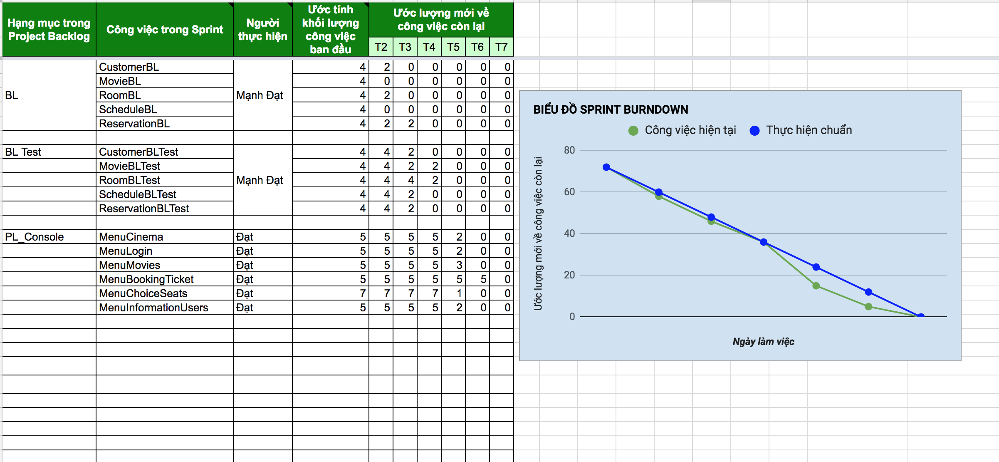 Hạng mục trong
Project Backlog
Công việc trong Sprint
Người
thực hiện
Ước tính
khối lượng
công việc
ban đầu
Ước lượng mới về
công việc còn lại
T2 T3 T4 T5 T6 T7
BL
Mạnh Đạt
CustomerBL 4 2 0 0 0 0 0
MovieBL 4 0 0 0 0 0 0
RoomBL 4 2 0 0 0 0 0
ScheduleBL 4 0 0 0 0 0 0
ReservationBL 4 2 2 0 0 0 0
BL Test CustomerBLTest 4 4 2 0 0 0 0
MovieBLTest 4 4 2 2 0 0 0
RoomBLTest Mạnh Đạt 4 4 4 2 0 0 0
ScheduleBLTest 4 4 2 0 0 0 0
ReservationBLTest 4 4 2 0 0 0 0
PL_Console MenuCinema Đạt 5 5 5 5 2 0 0
MenuLogin Đạt 5 5 5 5 2 0 0
MenuMovies Đạt 5 5 5 5 3 0 0
MenuBookingTicket Đạt 5 5 5 5 5 5 0
MenuChoiceSeats Đạt 7 7 7 7 1 0 0
MenuInformationUsers Đạt 5 5 5 5 2 0 0
BIỂU ĐỒ SPRINT BURNDOWN
Công việc hiện tại
Thực hiện chuẩn
Ước lượng mới về công việc còn lại
80
60
40
20
0
Ngày làm việc